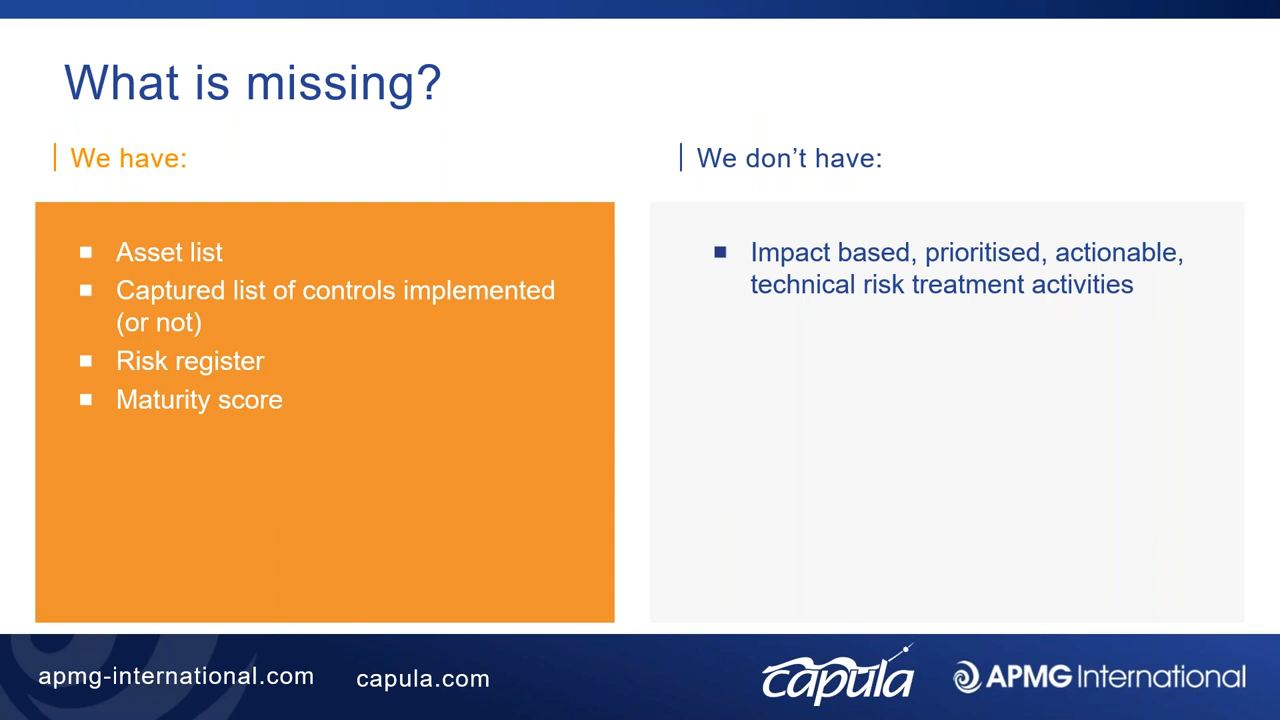 What is missing?
We have:
We don’t have:
Asset list
Captured list of controls implemented
(or not)
Risk register
Maturity score
Impact based, prioritised, actionable,
technical risk treatment activities
apmg-international.com
capula.com
capula
APMG International